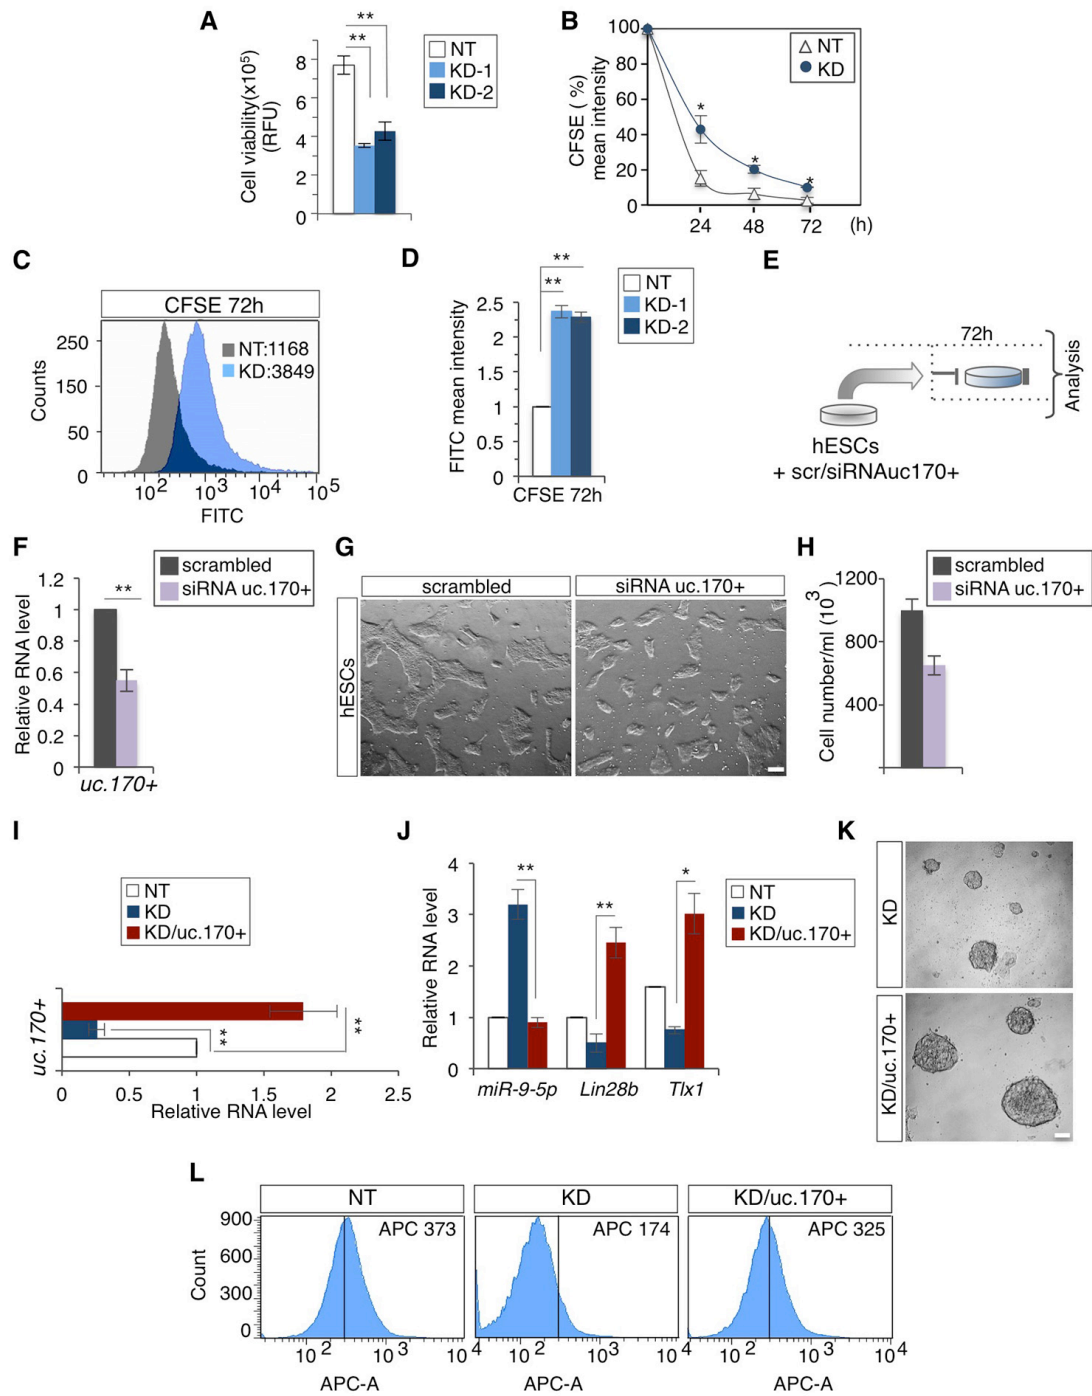 A
Cell viability(x10⁵)
(RFU)
8
6
4
2
0
**
**
NT
KD-1
KD-2
B
CFSE ( %)
mean intensity
100
80
60
40
20
0
*
*
*
24
48
72
(h)
NT
KD
C
CFSE 72h
Counts
250
150
50
0
NT:1168
KD:3849
10²
10³
10⁴
10⁵
FITC
D
FITC mean intensity
2.5
2
1.5
1
0.5
0
**
**
CFSE 72h
NT
KD-1
KD-2
E
72h
Analysis
hESCs
+ scr/siRNAuc170+
F
scrambled
siRNA uc.170+
Relative RNA level
1.2
1
0.8
0.6
0.4
0.2
0
**
uc.170+
G
scrambled
siRNA uc.170+
hESCs
H
scrambled
siRNA uc.170+
Cell number/ml (10³)
1200
800
400
I
NT
KD
KD/uc.170+
uc.170+
**
**
0
0.5
1
1.5
2
2.5
Relative RNA level
J
Relative RNA level
4
3
2
1
0
**
**
*
miR-9-5p
Lin28b
Tlx1
NT
KD
KD/uc.170+
K
KD
KD/uc.170+
L
NT
KD
KD/uc.170+
Count
900
600
300
0
APC 373
APC 174
APC 325
10²
10³
10
4
10²
10³
10
4
10²
10³
10⁴
APC-A
APC-A
APC-A